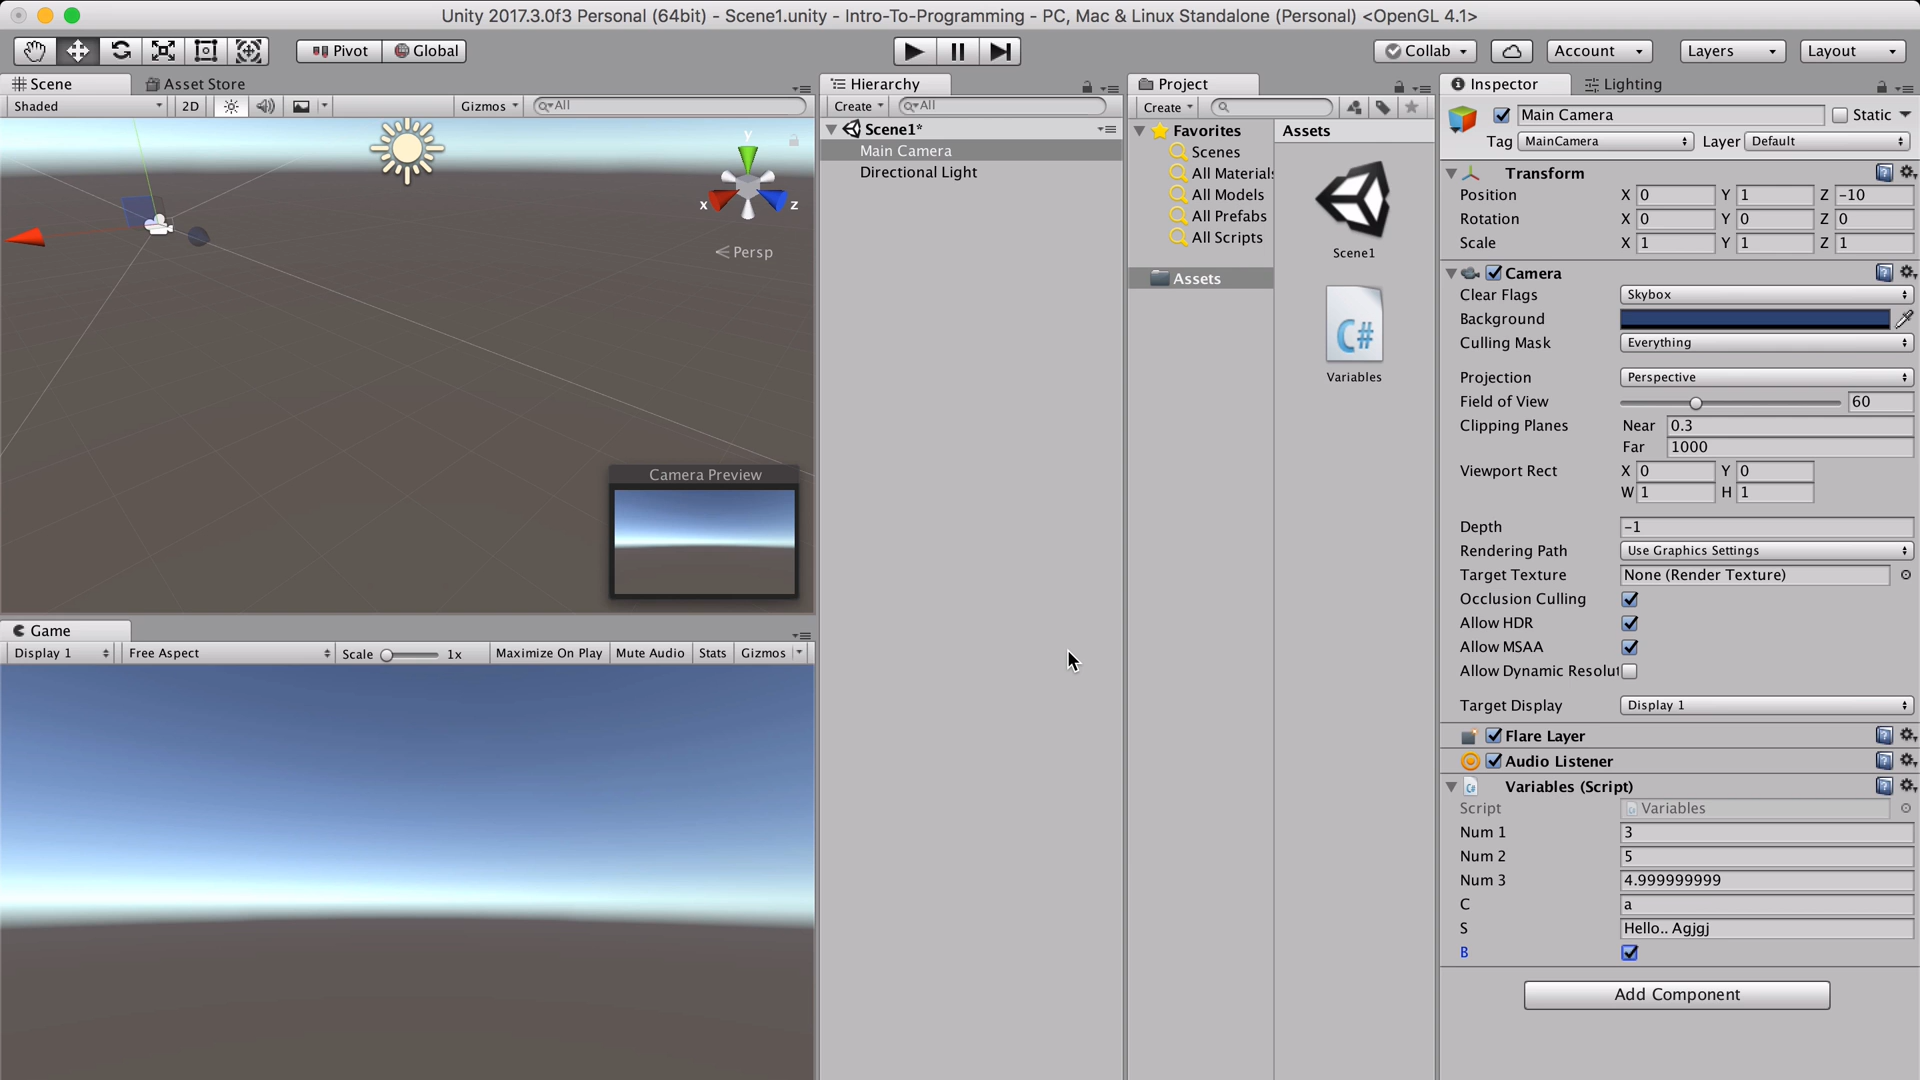 Unity 2017.3.0f3 Personal (64bit) - Scene1.unity - Intro-To-Programming - PC, Mac & Linux Standalone (Personal) <OpenGL 4.1>
Pivot Global
Collab Account Layers Layout
Scene Asset Store
Shaded 2D Gizmos All
y
x z
Persp
Camera Preview
Game
Display 1 Free Aspect Scale 1x Maximize On Play Mute Audio Stats Gizmos
Hierarchy
Create All
Scene1*
Main Camera
Directional Light
Project
Create
Favorites
Scenes
All Materials
All Models
All Prefabs
All Scripts
Assets
Assets
Scene1
C#
Variables
Inspector Lighting
Main Camera Static
Tag MainCamera Layer Default
Transform
Position X 0 Y 1 Z -10
Rotation X 0 Y 0 Z 0
Scale X 1 Y 1 Z 1
Camera
Clear Flags Skybox
Background
Culling Mask Everything
Projection Perspective
Field of View 60
Clipping Planes Near 0.3
Far 1000
Viewport Rect X 0 Y 0
W 1 H 1
Depth -1
Rendering Path Use Graphics Settings
Target Texture None (Render Texture)
Occlusion Culling
Allow HDR
Allow MSAA
Allow Dynamic Resolut
Target Display Display 1
Flare Layer
Audio Listener
Variables (Script)
Script Variables
Num 1 3
Num 2 5
Num 3 4.999999999
C a
S Hello.. Agjgj
B
Add Component